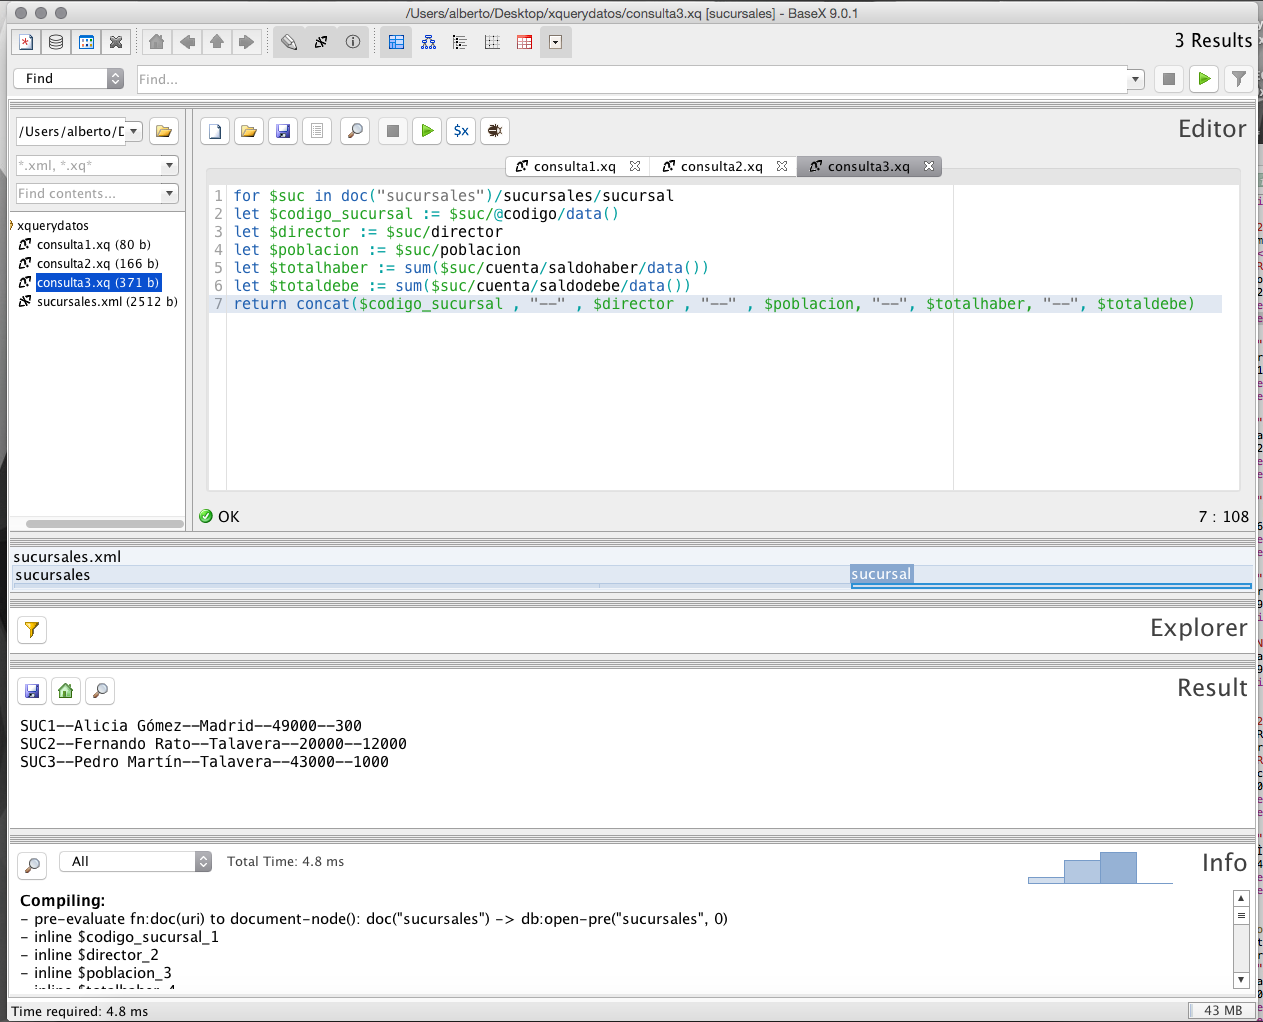 /Users/alberto/Desktop/xquerydatos/consulta3.xq [sucursales] - BaseX 9.0.1
3 Results
Find
Find...
/Users/alberto/D
*.xml, *.xq*
Find contents...
xquerydatos
consulta1.xq (80 b)
consulta2.xq (166 b)
consulta3.xq (371 b)
sucursales.xml (2512 b)
$x
Editor
consulta1.xq
consulta2.xq
consulta3.xq
1 for $suc in doc("sucursales")/sucursales/sucursal
2 let $codigo_sucursal := $suc/@codigo/data()
3 let $director := $suc/director
4 let $poblacion := $suc/poblacion
5 let $totalhaber := sum($suc/cuenta/saldohaber/data())
6 let $totaldebe := sum($suc/cuenta/saldodebe/data())
7 return concat($codigo_sucursal , "--" , $director , "--" , $poblacion, "--", $totalhaber, "--", $totaldebe)
OK
7 : 108
sucursales.xml
sucursales
sucursal
Explorer
Result
SUC1--Alicia Gómez--Madrid--49000--300
SUC2--Fernando Rato--Talavera--20000--12000
SUC3--Pedro Martín--Talavera--43000--1000
All
Total Time: 4.8 ms
Info
Compiling:
- pre-evaluate fn:doc(uri) to document-node(): doc("sucursales") -> db:open-pre("sucursales", 0)
- inline $codigo_sucursal_1
- inline $director_2
- inline $poblacion_3
- inline $totalhaber_4
Time required: 4.8 ms
43 MB